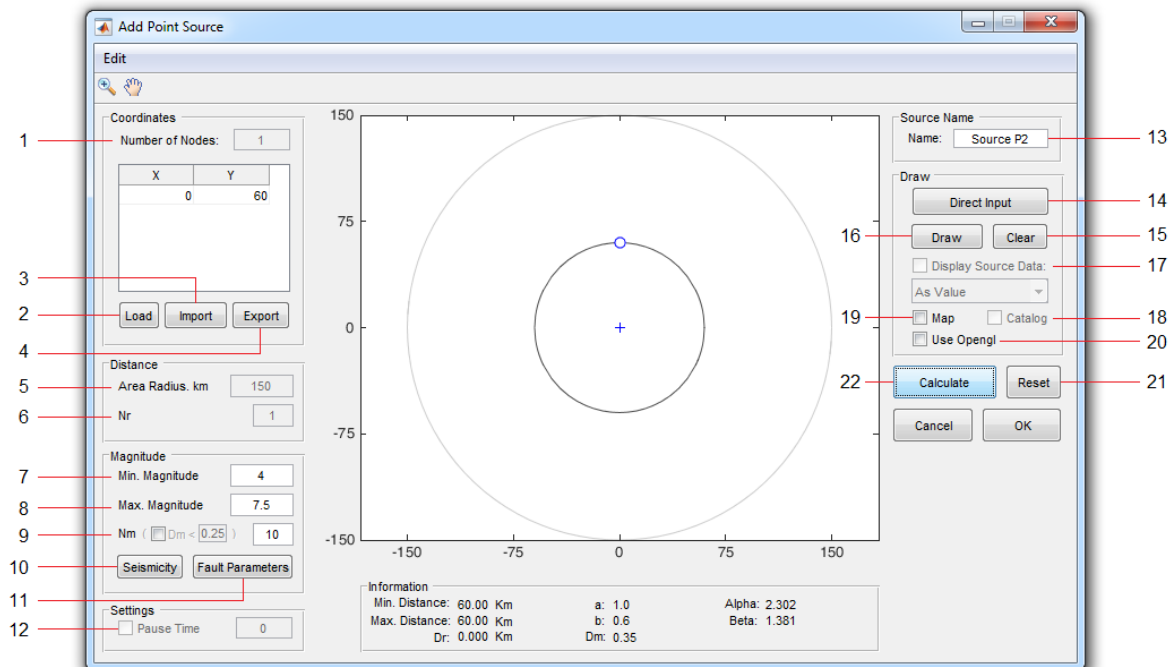 Add Point Source
Edit
Coordinates
1 Number of Nodes: 1
X Y
0 60
3
2 Load Import Export
4
Distance
5 Area Radius. km 150
6 Nr 1
Magnitude
7 Min. Magnitude 4
8 Max. Magnitude 7.5
9 Nm ( Dm < 0.25 ) 10
10 Seismicity Fault Parameters
11
Settings
12 Pause Time 0
150
75
0
-75
-150
-150 -75 0 75 150
Information
Min. Distance: 60.00 Km a: 1.0 Alpha: 2.302
Max. Distance: 60.00 Km b: 0.6 Beta: 1.381
Dr: 0.000 Km Dm: 0.35
Source Name
Name: Source P2 13
Draw
Direct Input 14
16 Draw Clear 15
Display Source Data: 17
As Value
19 Map Catalog 18
Use Opengl 20
22 Calculate Reset 21
Cancel OK